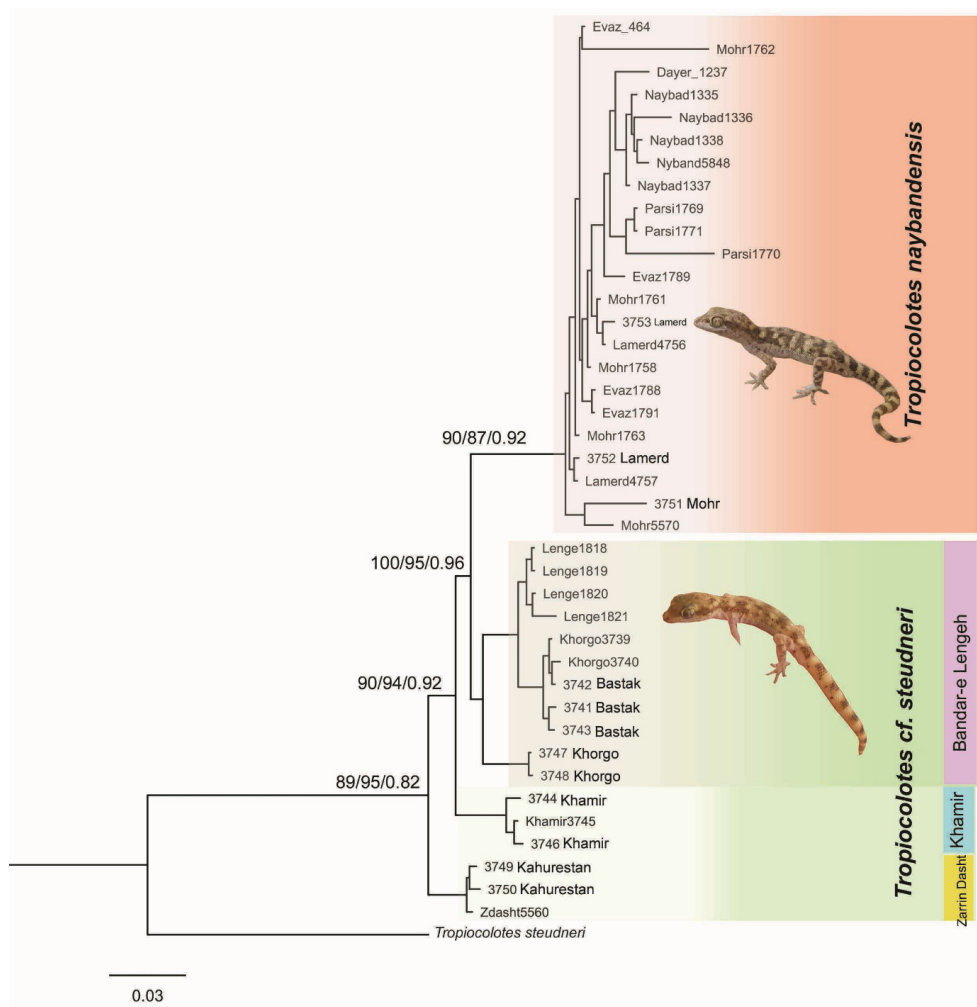 Evaz_464
Mohr1762
Dayer_1237
Naybad1335
Naybad1336
Naybad1338
Nyband5848
Naybad1337
Parsi1769
Parsi1771
Parsi1770
Evaz1789
Mohr1761
3753 Lamerd
Lamerd4756
Mohr1758
Evaz1788
Evaz1791
Mohr1763
3752 Lamerd
Lamerd4757
3751 Mohr
Mohr5570
Tropiocolotes naybandensis
90/87/0.92
100/95/0.96
90/94/0.92
89/95/0.82
Lenge1818
Lenge1819
Lenge1820
Lenge1821
Khorgo3739
Khorgo3740
3742 Bastak
3741 Bastak
3743 Bastak
3747 Khorgo
3748 Khorgo
3744 Khamir
Khamir3745
3746 Khamir
3749 Kahurestan
3750 Kahurestan
Zdasht5560
Tropiocolotes steudneri
Tropiocolotes cf. steudneri
Bandar-e Lengeh
Khamir
Zarrin Dasht
0.03